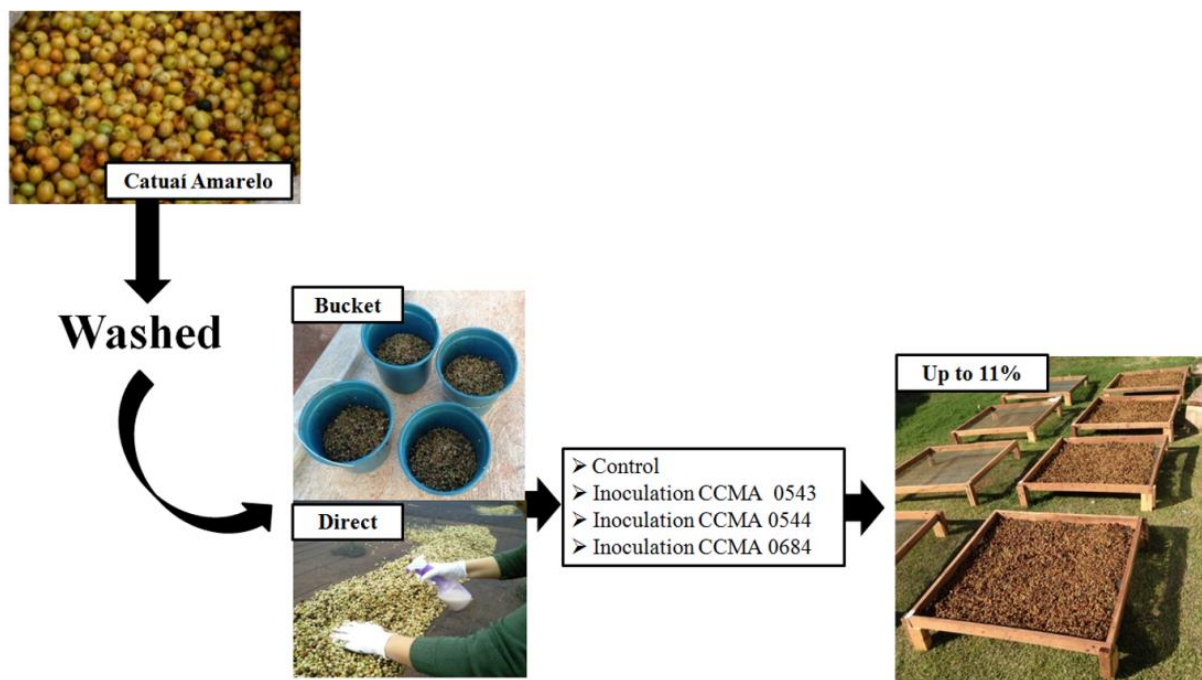 Catuaí Amarelo
Washed
Bucket
Direct
➢ Control
➢ Inoculation CCMA 0543
➢ Inoculation CCMA 0544
➢ Inoculation CCMA 0684
Up to 11%